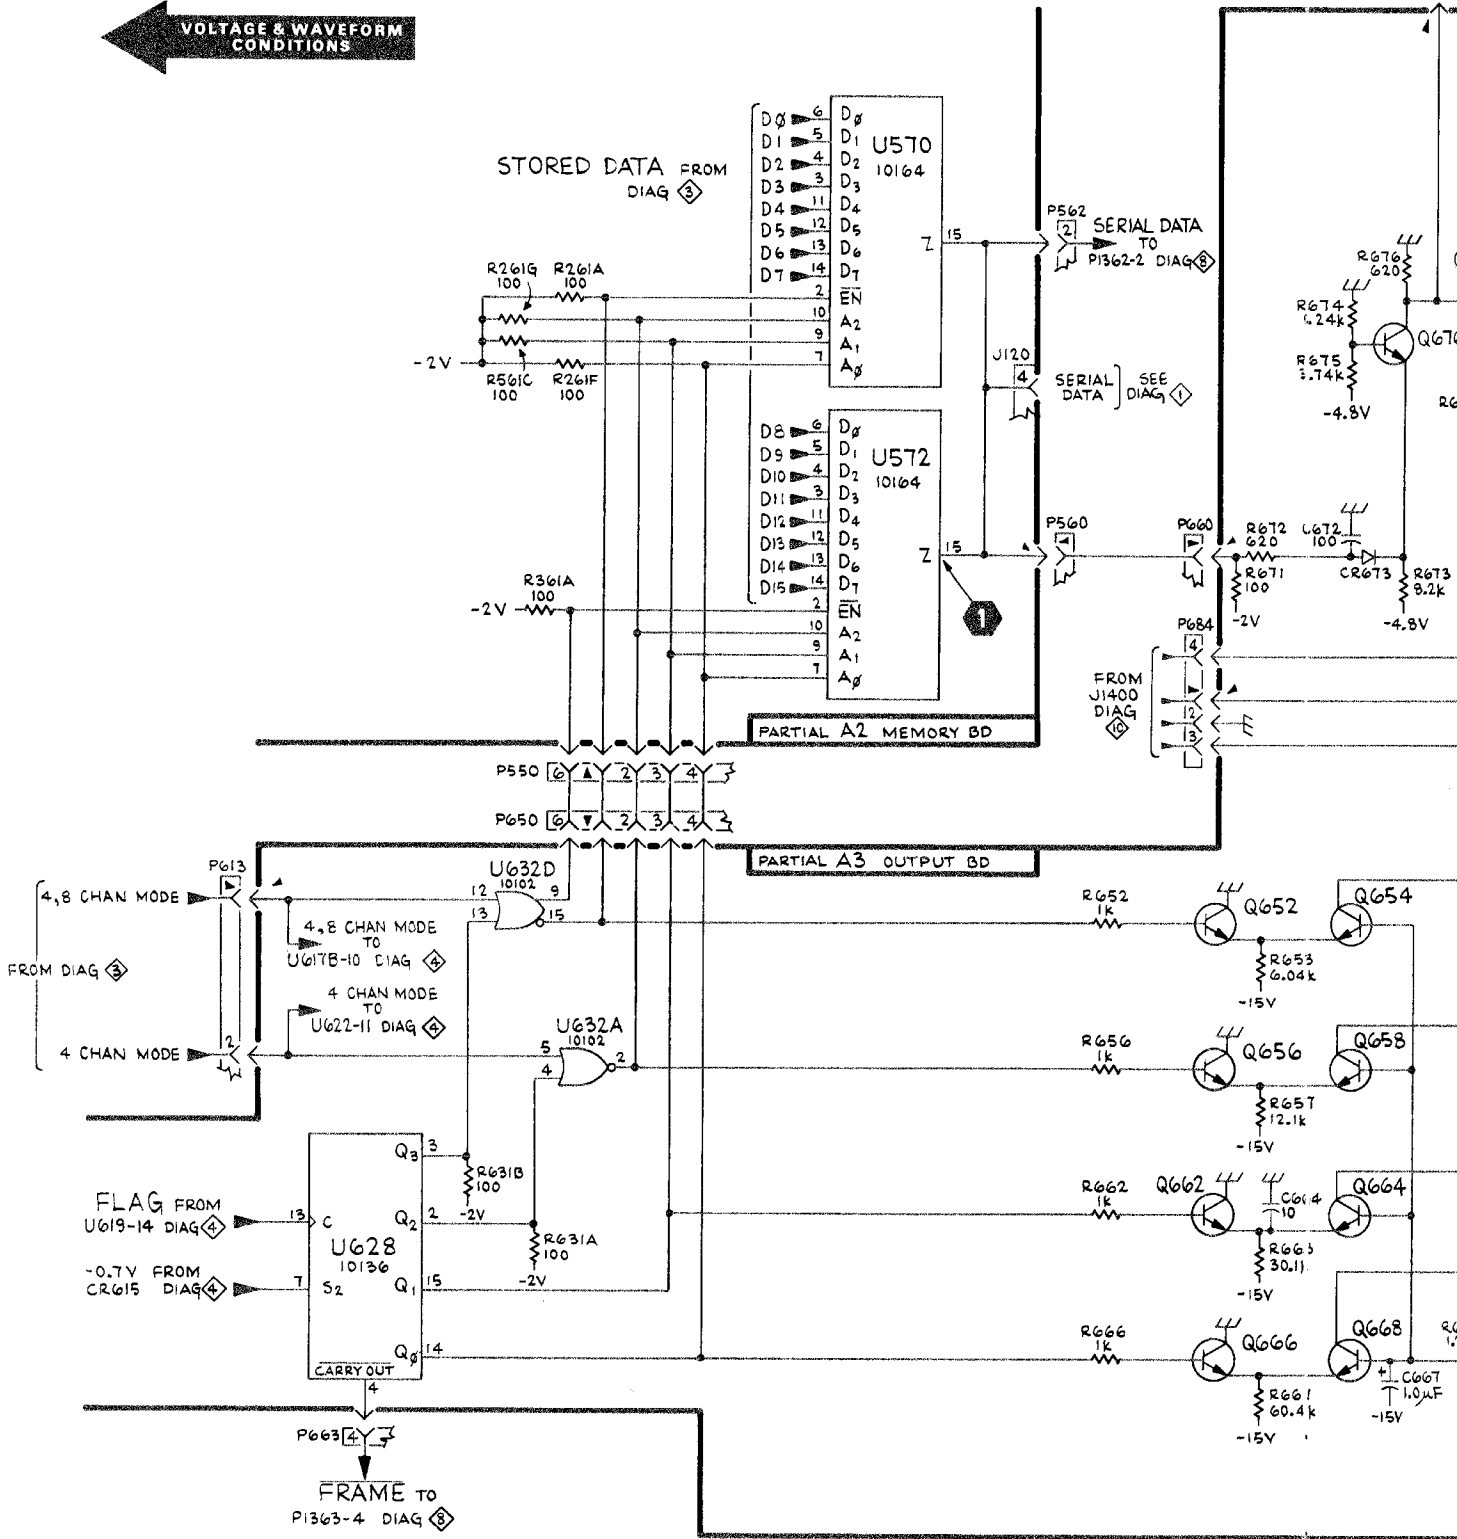 VOLTAGE & WAVEFORM
CONDITIONS
STORED DATA FROM
DIAG 3
D0 6 D0
D1 5 D1
D2 4 D2
D3 3 D3
D4 11 D4
D5 12 D5
D6 13 D6
D7 14 D7
2 EN
10 A2
9 A1
7 A0
U570
10164
Z 15
R261G
100
R261A
100
-2V
R561C
100
R261F
100
P562
2
SERIAL DATA
TO
P1362-2 DIAG 8
J120
4
SERIAL
DATA
SEE
DIAG 1
D8 6 D0
D9 5 D1
D10 4 D2
D11 3 D3
D12 11 D4
D13 12 D5
D14 13 D6
D15 14 D7
2 EN
10 A2
9 A1
7 A0
U572
10164
Z 15
1
R361A
100
-2V
P560
P660
R672
620
R671
100
-2V
100
CR673
R673
8.2k
-4.8V
R676
620
R674
R675
-4.8V
P684
4
12
3
FROM
J1400
DIAG
10
PARTIAL A2 MEMORY BD
P550 6 2 3 4
P650 6 2 3 4
PARTIAL A3 OUTPUT BD
P613
4,8 CHAN MODE
4,8 CHAN MODE
TO
U617B-10 DIAG 4
FROM DIAG 3
4 CHAN MODE
TO
U622-11 DIAG 4
4 CHAN MODE
2
U632D
10102
12
13
9
15
U632A
10102
5
4
2
R652
1k
Q652
Q654
R653
6.04k
-15V
R656
1k
Q656
Q658
R657
12.1k
-15V
R662
1k
Q662
10
Q664
-15V
R666
1k
Q666
Q668
R661
60.4k
-15V
C667
1.0µF
-15V
FLAG FROM
U619-14 DIAG 4
-0.7V FROM
CR615 DIAG 4
13 C
7 S2
U628
10136
Q3 3
Q2 2
Q1 15
Q0 14
CARRY OUT
4
R631B
100
-2V
R631A
100
-2V
P663 4
FRAME TO
P1363-4 DIAG 8